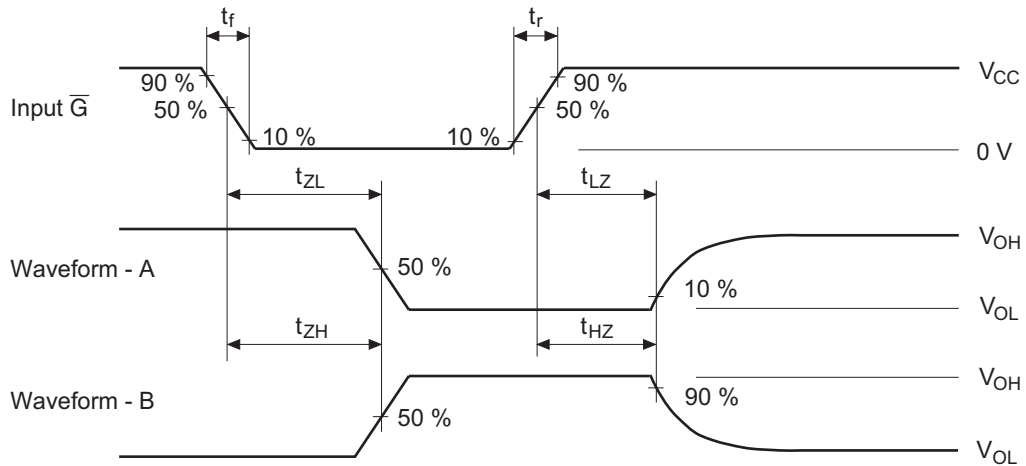 tf tr
90 % 90 % VCC
Input G̅ 50 % 50 %
10 % 10 %
0 V
tZL tLZ
VOH
Waveform - A 50 %
10 %
VOL
tZH tHZ
VOH
Waveform - B 90 %
50 %
VOL